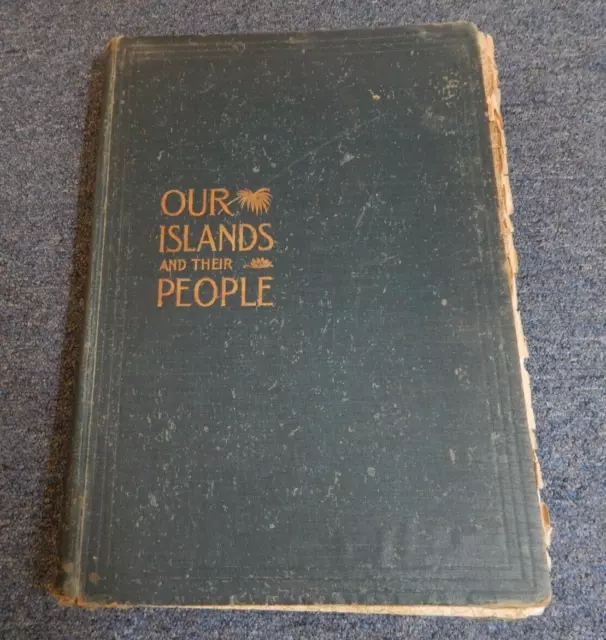 OUR
ISLANDS
AND THEIR
PEOPLE